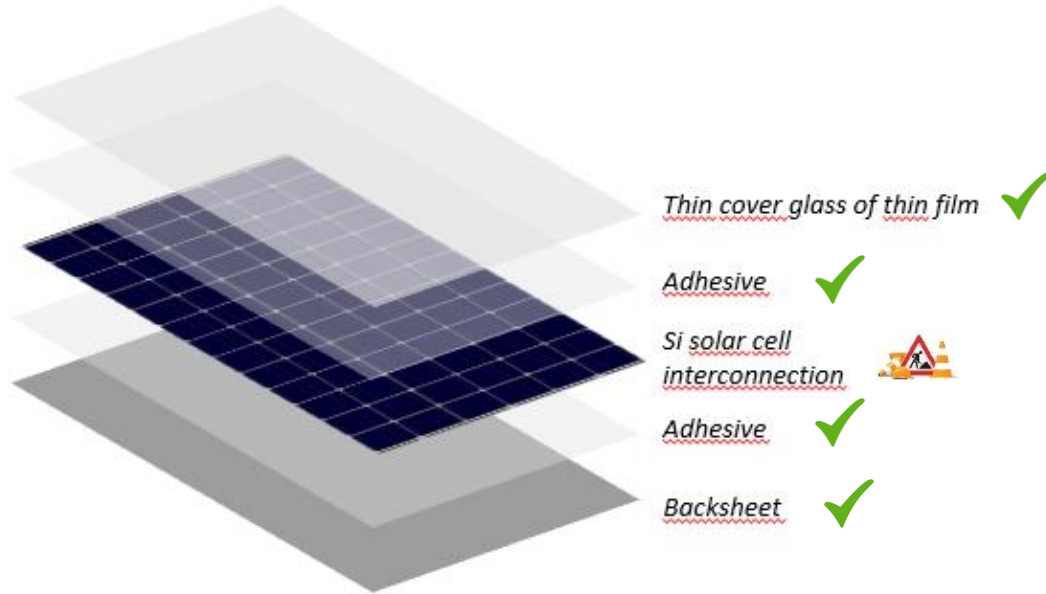 Thin cover glass of thin film
Adhesive
Si solar cell
interconnection
Adhesive
Backsheet